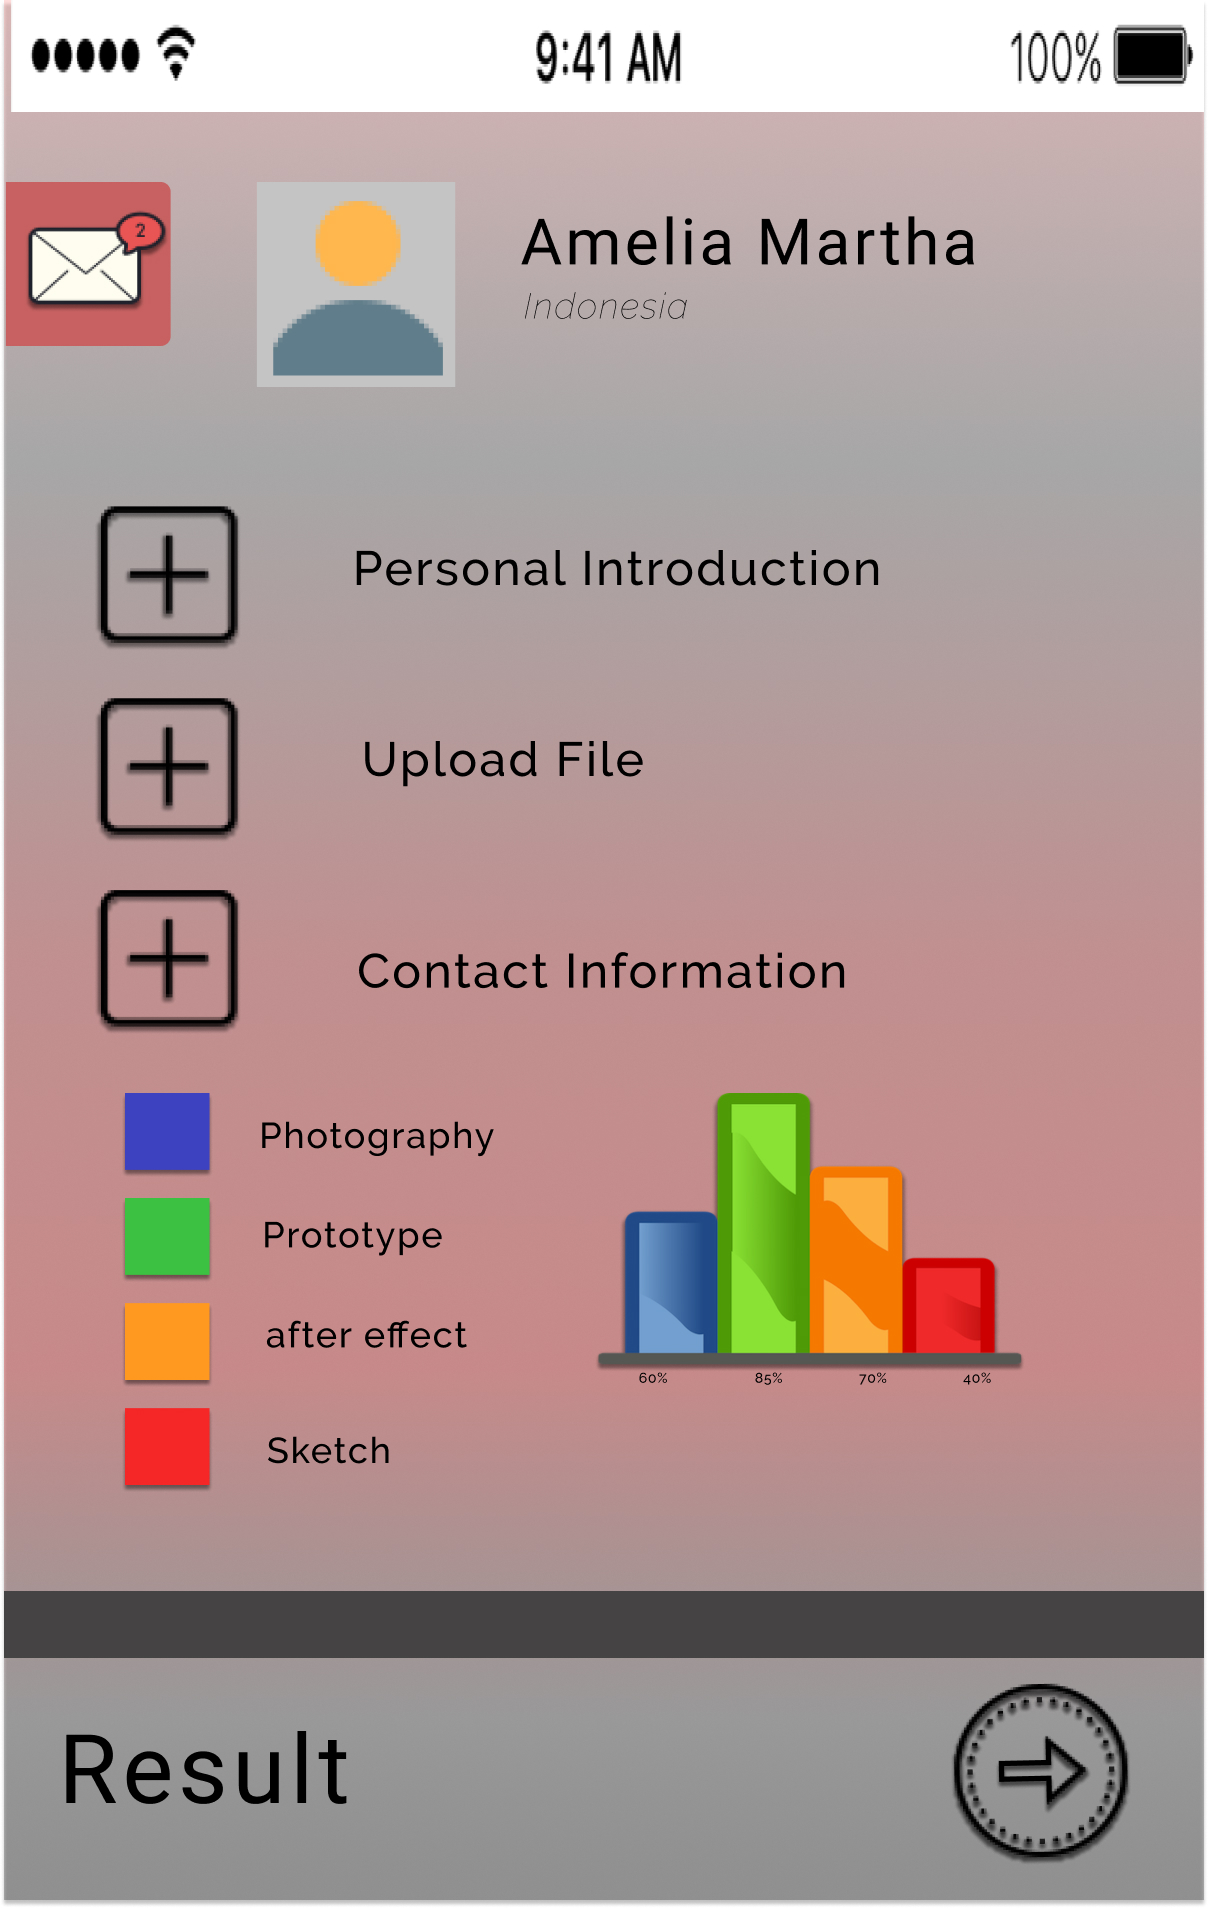 9:41 AM
100%
2
Amelia Martha
Indonesia
Personal Introduction
Upload File
Contact Information
Photography
Prototype
after effect
Sketch
60% 85% 70% 40%
Result